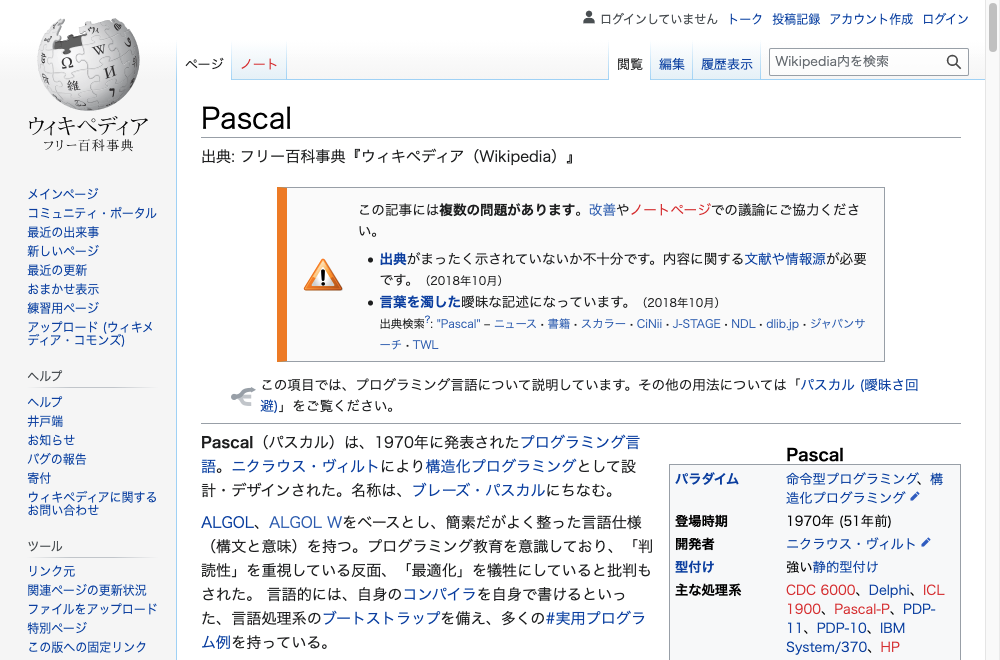 ログインしていません トーク 投稿記録 アカウント作成 ログイン
ページ ノート 閲覧 編集 履歴表示 Wikipedia内を検索
ウィキペディア
フリー百科事典
メインページ
コミュニティ・ポータル
最近の出来事
新しいページ
最近の更新
おまかせ表示
練習用ページ
アップロード (ウィキメ
ディア・コモンズ)
ヘルプ
ヘルプ
井戸端
お知らせ
バグの報告
寄付
ウィキペディアに関する
お問い合わせ
ツール
リンク元
関連ページの更新状況
ファイルをアップロード
特別ページ
この版への固定リンク
Pascal
出典: フリー百科事典『ウィキペディア（Wikipedia）』
この記事には複数の問題があります。改善やノートページでの議論にご協力くださ
い。
• 出典がまったく示されていないか不十分です。内容に関する文献や情報源が必要
です。（2018年10月）
• 言葉を濁した曖昧な記述になっています。（2018年10月）
出典検索?: "Pascal" – ニュース · 書籍 · スカラー · CiNii · J-STAGE · NDL · dlib.jp · ジャパンサ
ーチ · TWL
この項目では、プログラミング言語について説明しています。その他の用法については「パスカル (曖昧さ回
避)」をご覧ください。
Pascal（パスカル）は、1970年に発表されたプログラミング言
語。ニクラウス・ヴィルトにより構造化プログラミングとして設
計・デザインされた。名称は、ブレーズ・パスカルにちなむ。
ALGOL、ALGOL Wをベースとし、簡素だがよく整った言語仕様
（構文と意味）を持つ。プログラミング教育を意識しており、「判
読性」を重視している反面、「最適化」を犠牲にしていると批判も
された。 言語的には、自身のコンパイラを自身で書けるといっ
た、言語処理系のブートストラップを備え、多くの#実用プログラ
ム例を持っている。
Pascal
パラダイム 命令型プログラミング、構
造化プログラミング
登場時期 1970年 (51年前)
開発者 ニクラウス・ヴィルト
型付け 強い静的型付け
主な処理系 CDC 6000、Delphi、ICL
1900、Pascal-P、PDP-
11、PDP-10、IBM
System/370、HP